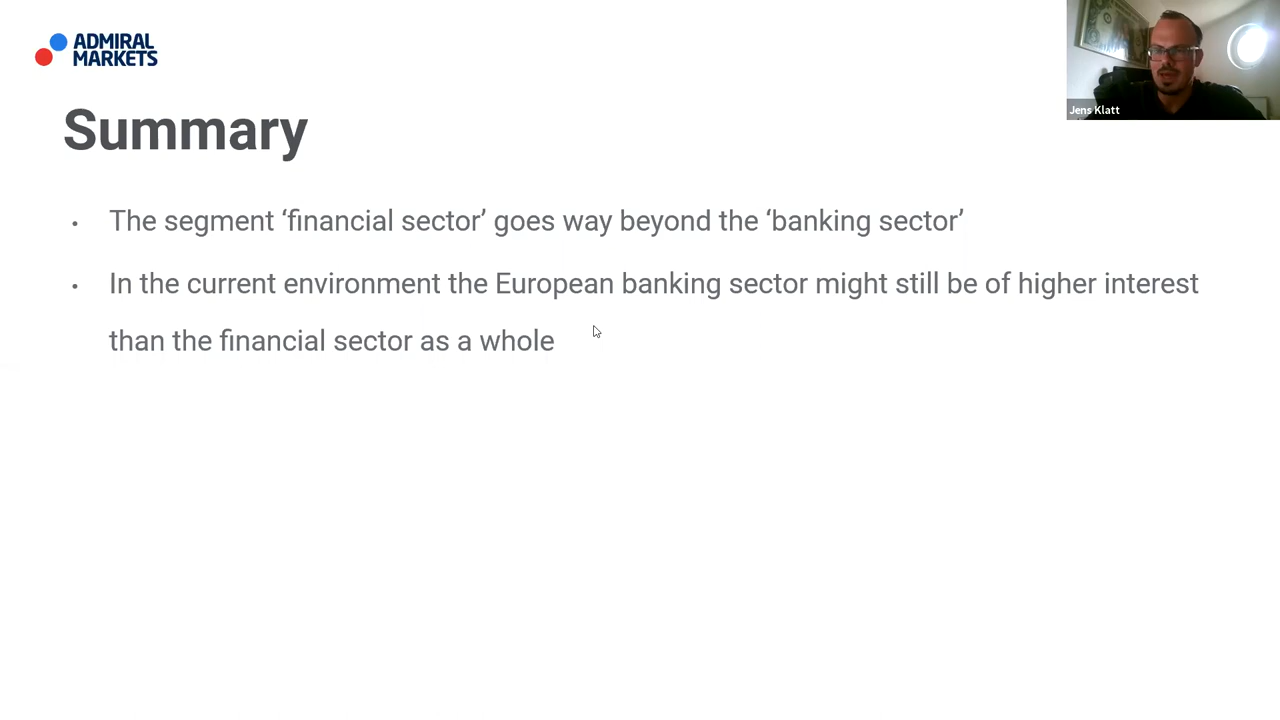 ADMIRAL
MARKETS
Jens Klatt
Summary
• The segment ‘financial sector’ goes way beyond the ‘banking sector’
• In the current environment the European banking sector might still be of higher interest
than the financial sector as a whole